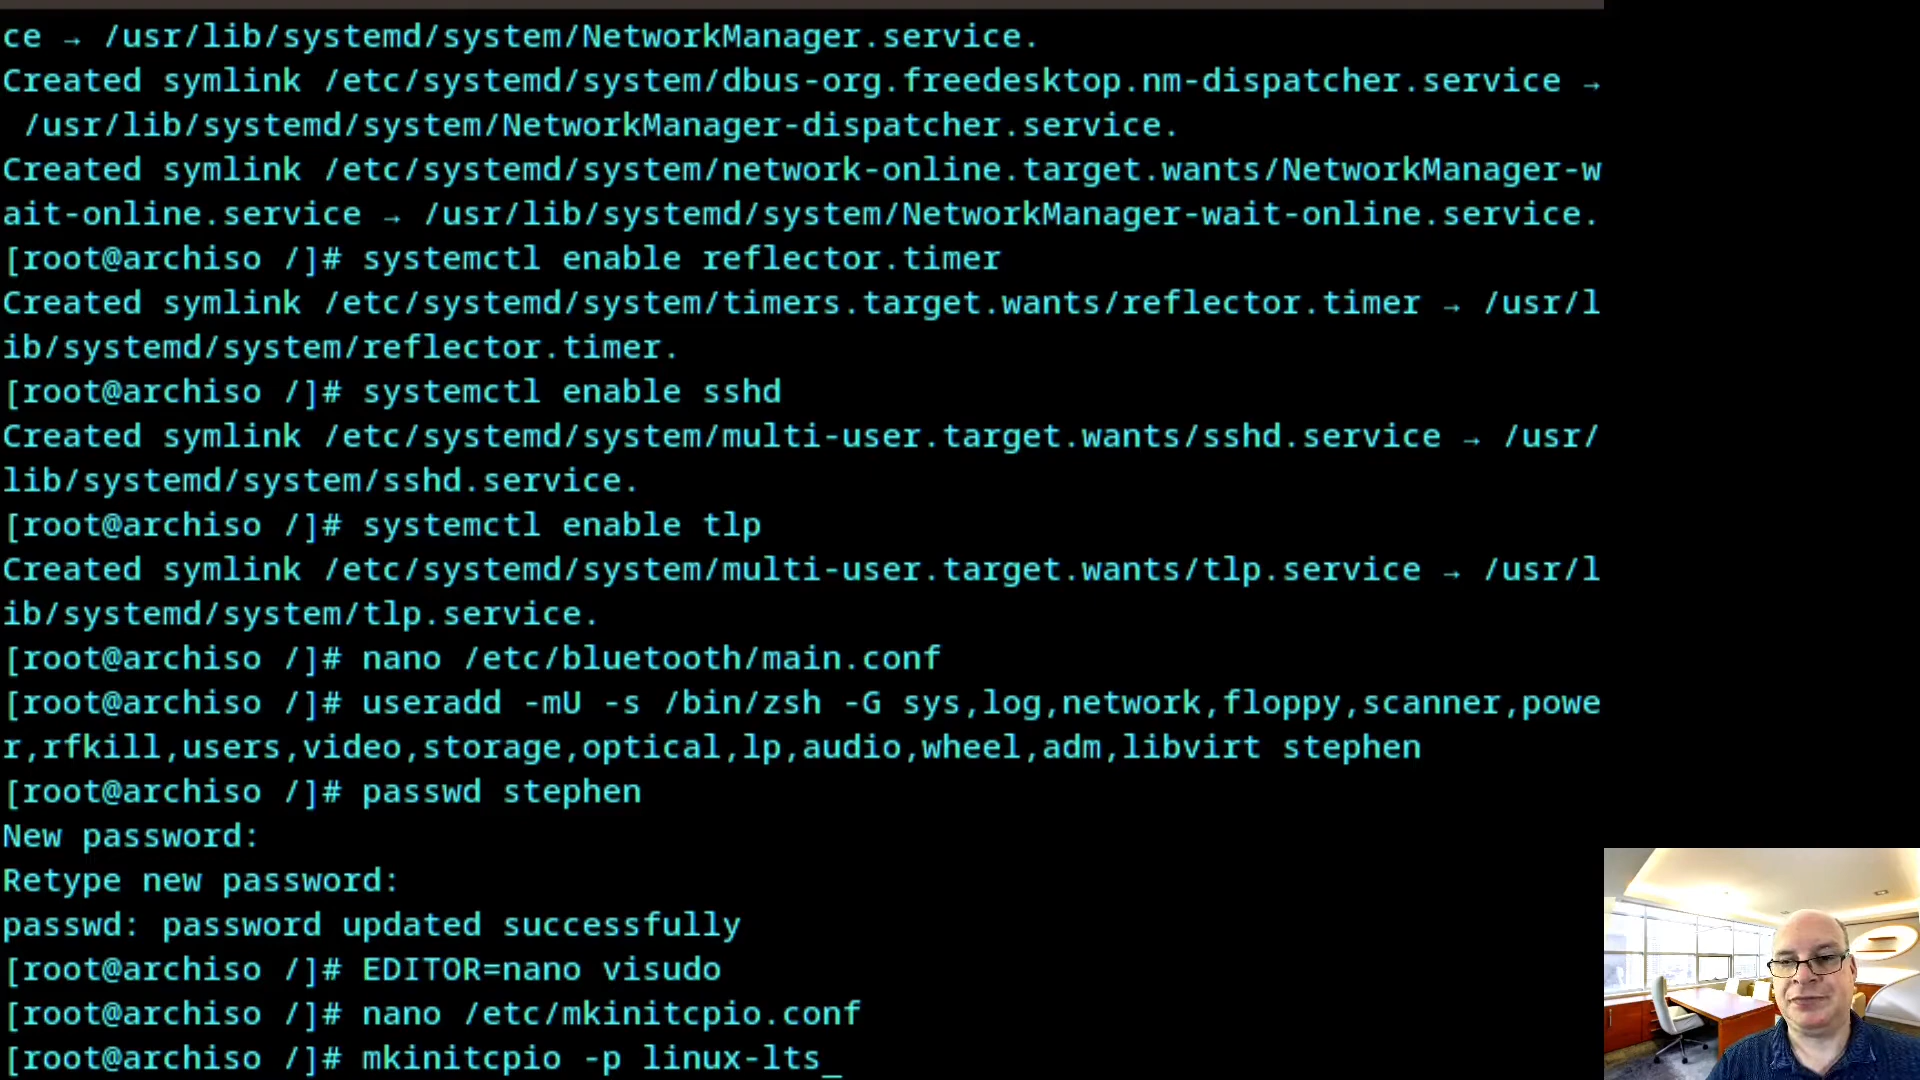 ce → /usr/lib/systemd/system/NetworkManager.service.
Created symlink /etc/systemd/system/dbus-org.freedesktop.nm-dispatcher.service →
 /usr/lib/systemd/system/NetworkManager-dispatcher.service.
Created symlink /etc/systemd/system/network-online.target.wants/NetworkManager-w
ait-online.service → /usr/lib/systemd/system/NetworkManager-wait-online.service.
[root@archiso /]# systemctl enable reflector.timer
Created symlink /etc/systemd/system/timers.target.wants/reflector.timer → /usr/l
ib/systemd/system/reflector.timer.
[root@archiso /]# systemctl enable sshd
Created symlink /etc/systemd/system/multi-user.target.wants/sshd.service → /usr/
lib/systemd/system/sshd.service.
[root@archiso /]# systemctl enable tlp
Created symlink /etc/systemd/system/multi-user.target.wants/tlp.service → /usr/l
ib/systemd/system/tlp.service.
[root@archiso /]# nano /etc/bluetooth/main.conf
[root@archiso /]# useradd -mU -s /bin/zsh -G sys,log,network,floppy,scanner,powe
r,rfkill,users,video,storage,optical,lp,audio,wheel,adm,libvirt stephen
[root@archiso /]# passwd stephen
New password:
Retype new password:
passwd: password updated successfully
[root@archiso /]# EDITOR=nano visudo
[root@archiso /]# nano /etc/mkinitcpio.conf
[root@archiso /]# mkinitcpio -p linux-lts_